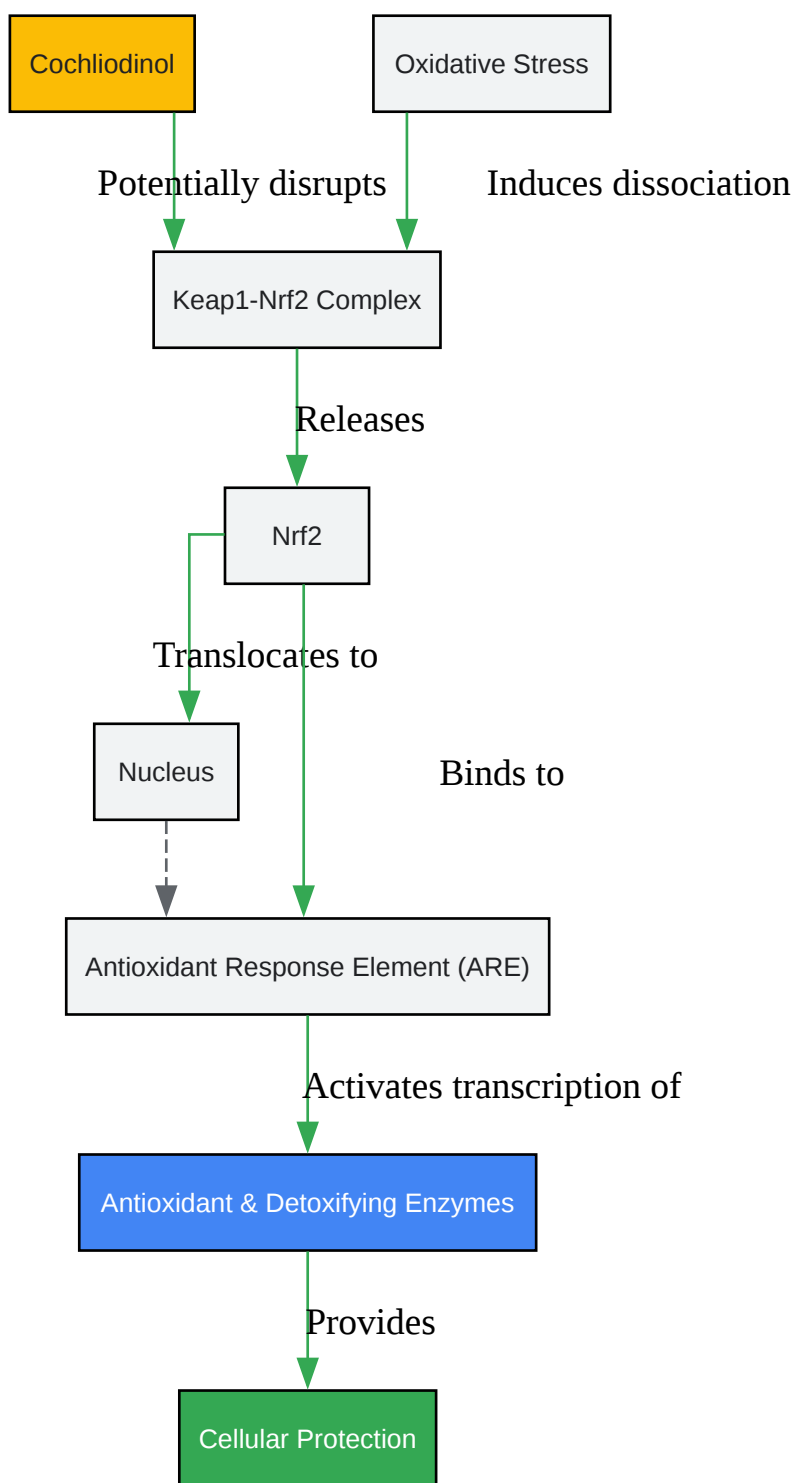 Cochliodinol
Oxidative Stress
Potentially disrupts
Induces dissociation
Keap1-Nrf2 Complex
Releases
Nrf2
Translocates to
Nucleus
Binds to
Antioxidant Response Element (ARE)
Activates transcription of
Antioxidant & Detoxifying Enzymes
Provides
Cellular Protection